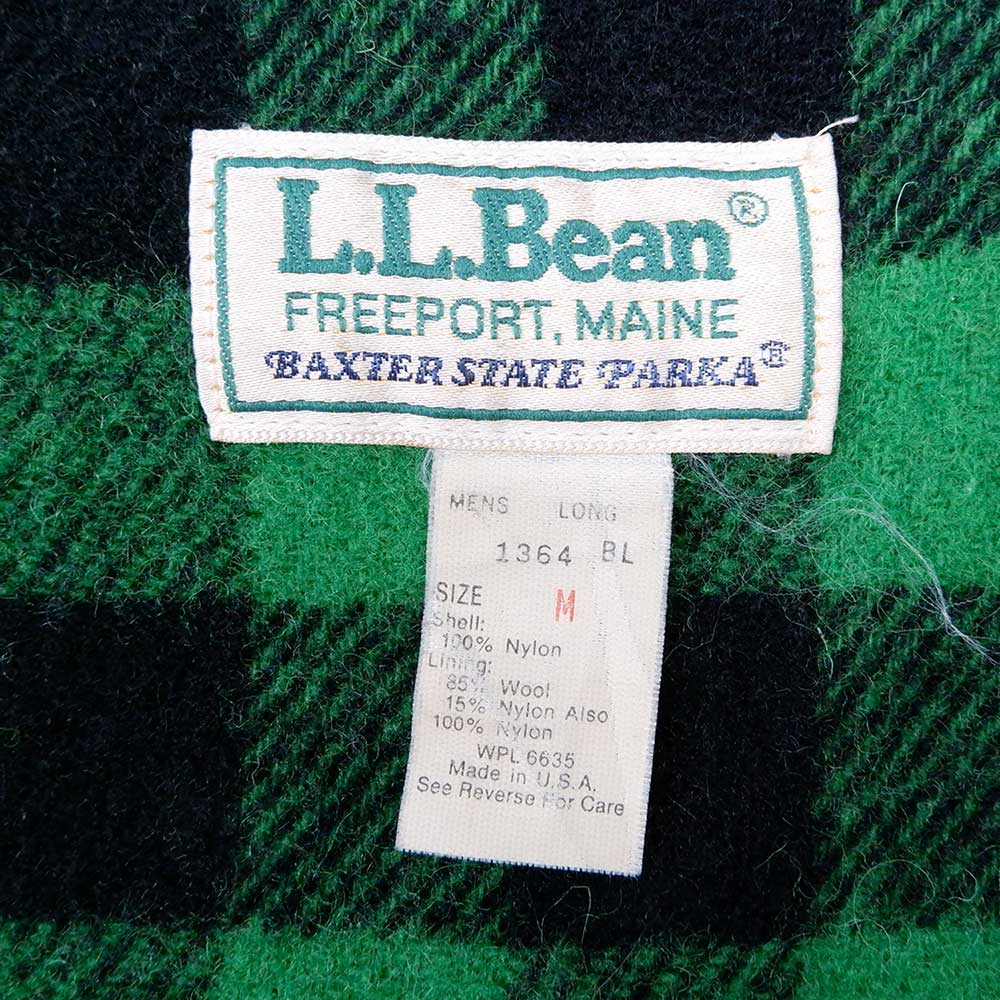 L.L.Bean®
FREEPORT, MAINE
BAXTER STATE PARKA®
MENS LONG
1364 BL
SIZE M
Shell:
100% Nylon
Lining:
85% Wool
15% Nylon Also
100% Nylon
WPL 6635
Made in U.S.A.
See Reverse For Care